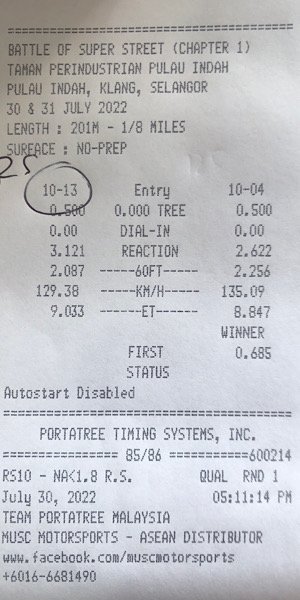 BATTLE OF SUPER STREET (CHAPTER 1)
TAMAN PERINDUSTRIAN PULAU INDAH
PULAU INDAH, KLANG, SELANGOR
30 & 31 JULY 2022
LENGTH : 201M - 1/8 MILES
SURFACE : NO-PREP
RS
10-13 Entry 10-04
0.500 0.000 TREE 0.500
0.00 DIAL-IN 0.00
3.121 REACTION 2.622
2.087 -----60FT------ 2.256
129.38 -----KM/H------ 135.09
9.033 ------ET------- 8.847
WINNER
FIRST 0.685
STATUS
Autostart Disabled
PORTATREE TIMING SYSTEMS, INC.
================ 85/86 ===========600214
RS10 - NA<1.8 R.S. QUAL RND 1
July 30, 2022 05:11:14 PM
TEAM PORTATREE MALAYSIA
MUSC MOTORSPORTS - ASEAN DISTRIBUTOR
www.facebook.com/muscmotorsports
+6016-6681490